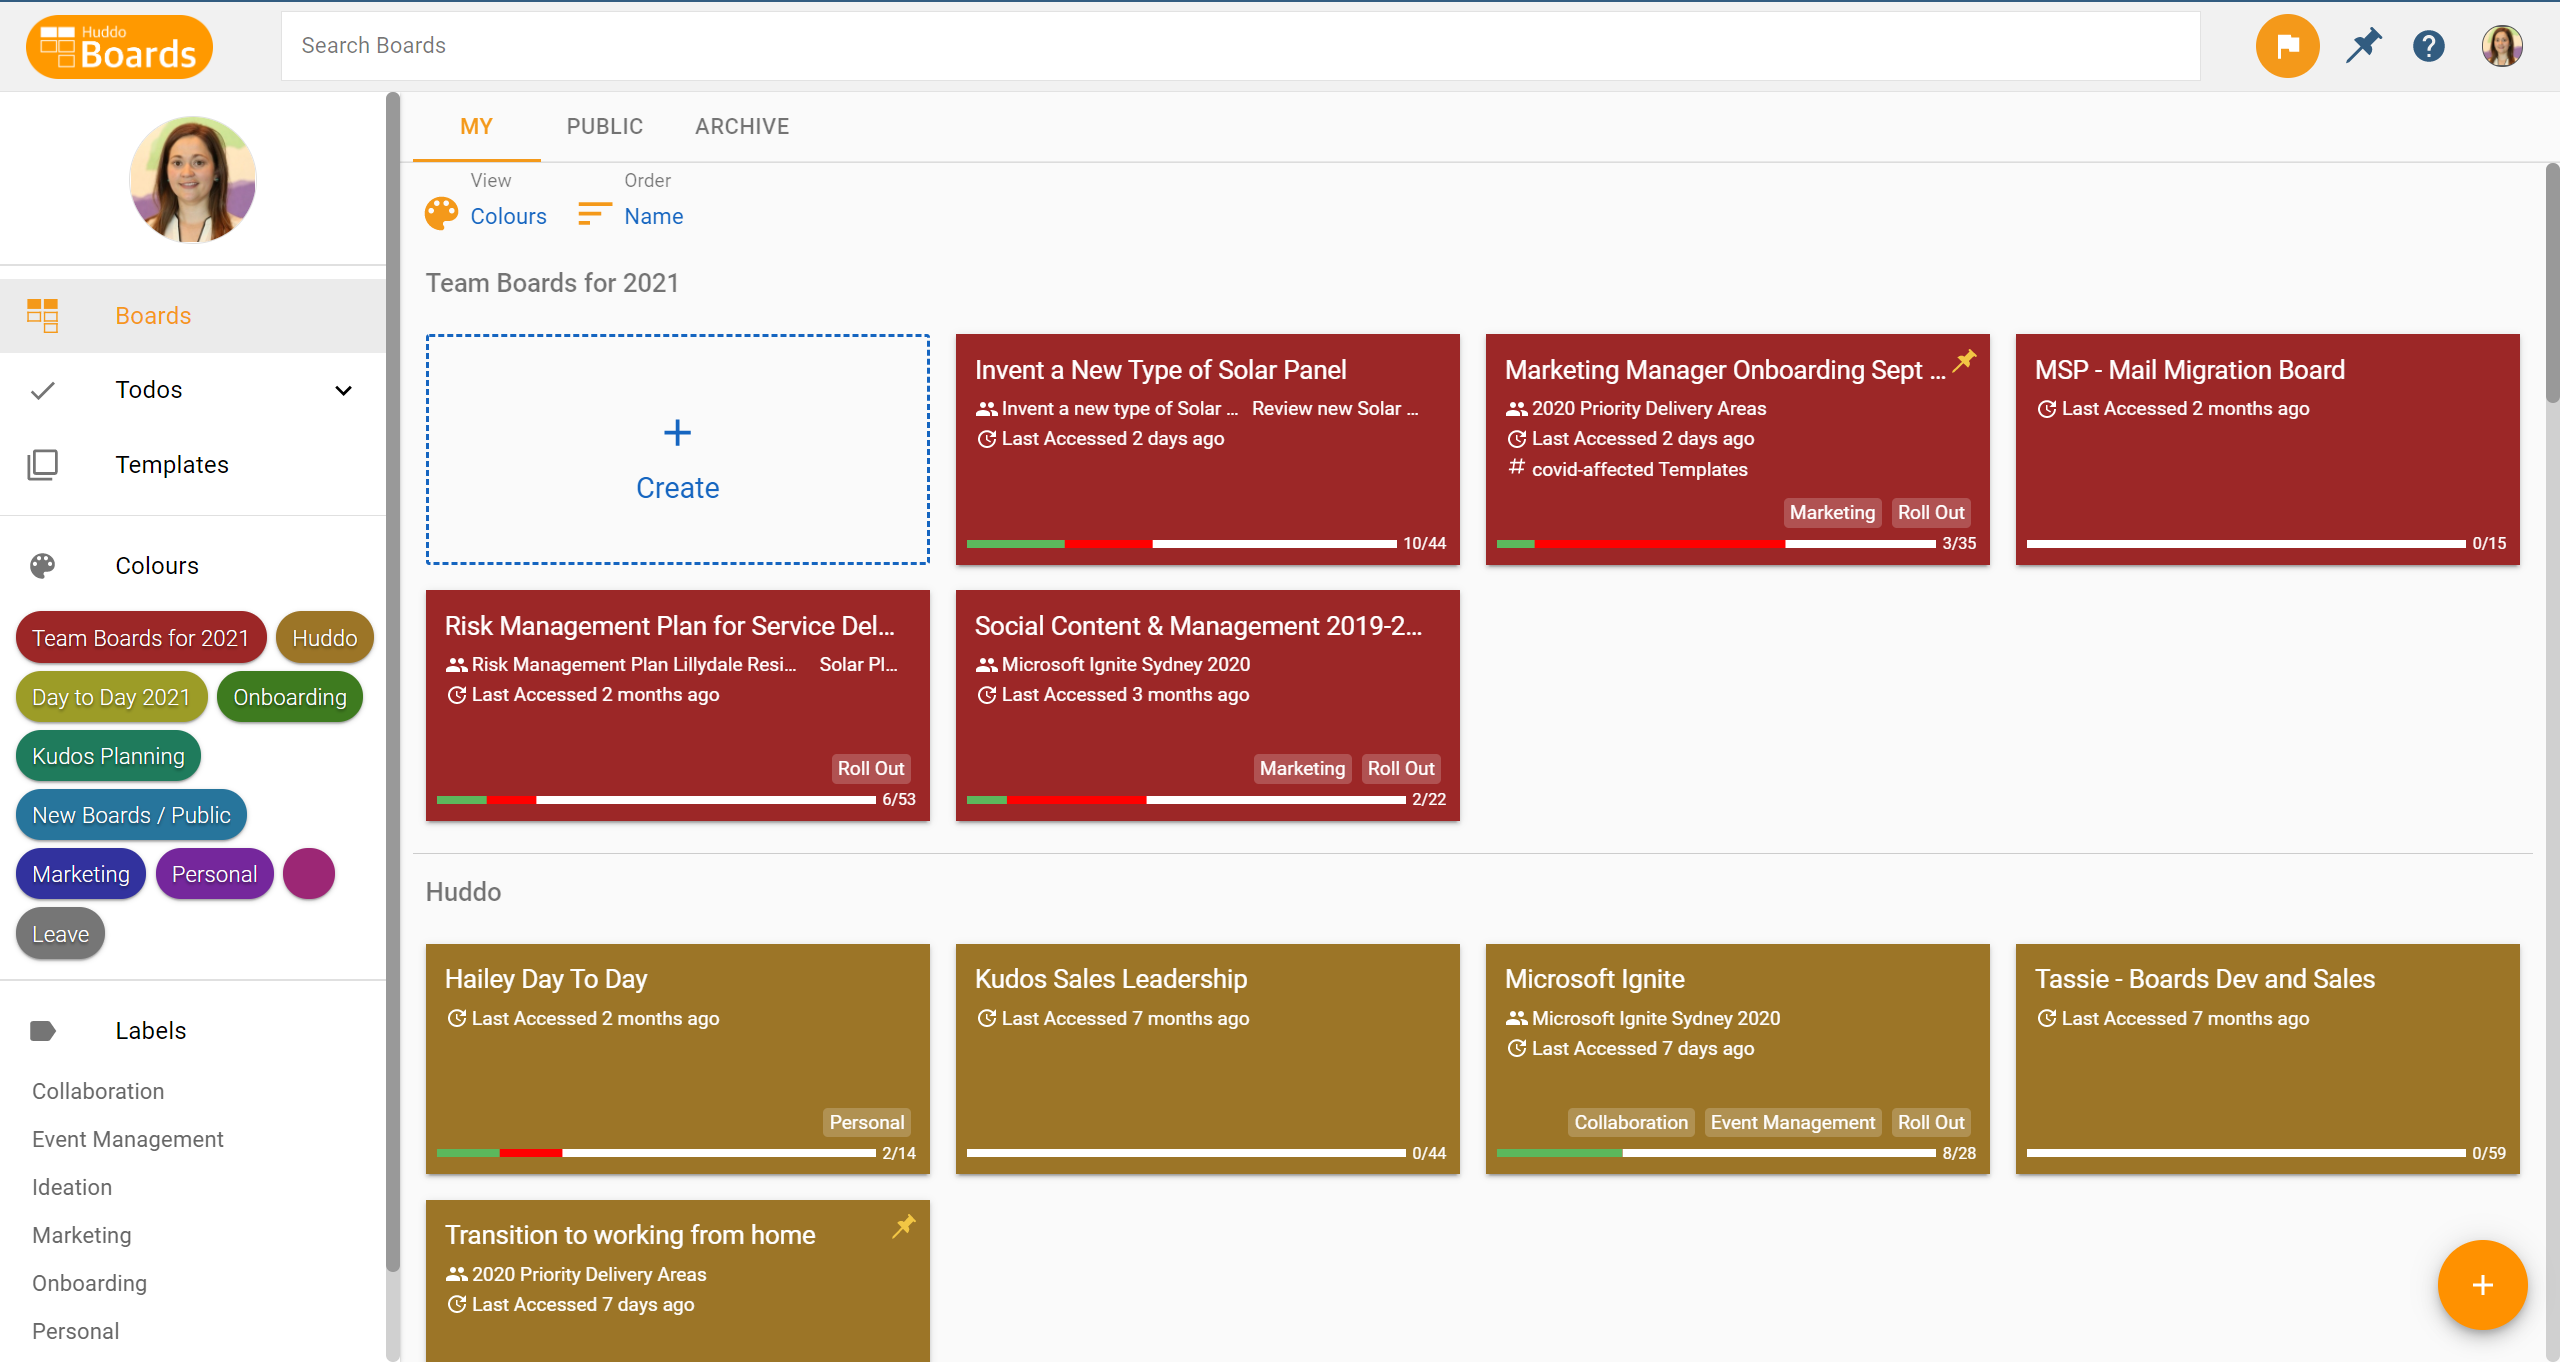 Huddo
Boards
Search Boards
MY PUBLIC ARCHIVE
View
Colours
Order
Name
Boards
Todos
Templates
Colours
Team Boards for 2021 Huddo
Day to Day 2021 Onboarding
Kudos Planning
New Boards / Public
Marketing Personal
Leave
Labels
Collaboration
Event Management
Ideation
Marketing
Onboarding
Personal
Team Boards for 2021
+
Create
Invent a New Type of Solar Panel
Invent a new type of Solar ... Review new Solar ...
Last Accessed 2 days ago
10/44
Marketing Manager Onboarding Sept ...
2020 Priority Delivery Areas
Last Accessed 2 days ago
# covid-affected Templates
Marketing Roll Out
3/35
MSP - Mail Migration Board
Last Accessed 2 months ago
0/15
Risk Management Plan for Service Del...
Risk Management Plan Lillydale Resi... Solar Pl...
Last Accessed 2 months ago
Roll Out
6/53
Social Content & Management 2019-2...
Microsoft Ignite Sydney 2020
Last Accessed 3 months ago
Marketing Roll Out
2/22
Huddo
Hailey Day To Day
Last Accessed 2 months ago
Personal
2/14
Kudos Sales Leadership
Last Accessed 7 months ago
0/44
Microsoft Ignite
Microsoft Ignite Sydney 2020
Last Accessed 7 days ago
Collaboration Event Management Roll Out
8/28
Tassie - Boards Dev and Sales
Last Accessed 7 months ago
0/59
Transition to working from home
2020 Priority Delivery Areas
Last Accessed 7 days ago
+